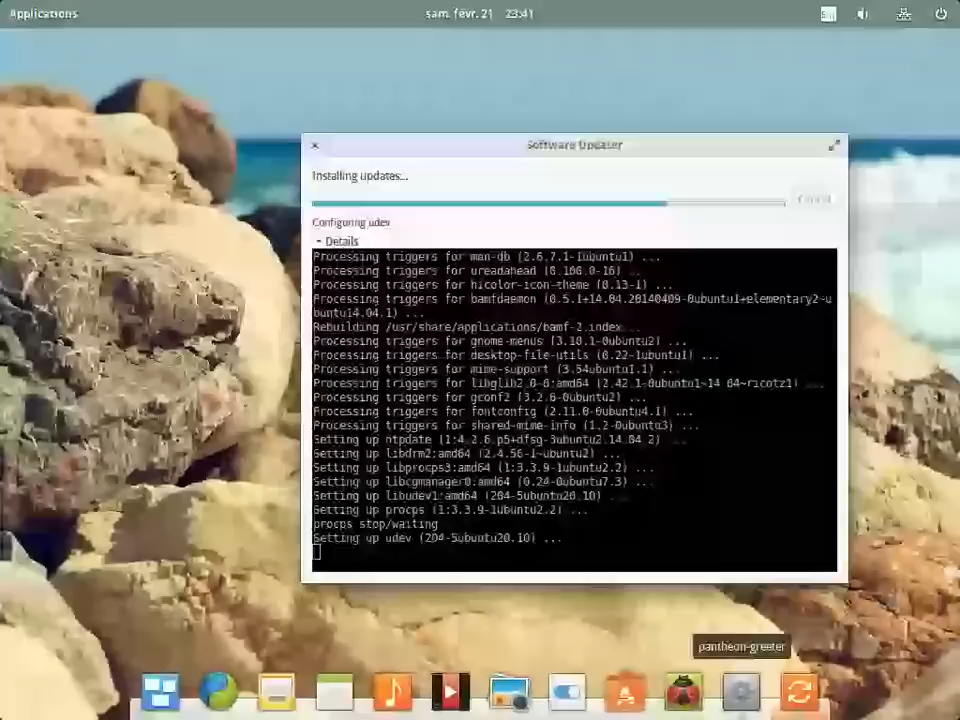 Applications
sam. févr. 21 23:41
Software Updater
Installing updates...
Cancel
Configuring udev
Details
Processing triggers for man-db (2.6.7.1-1ubuntu1) ...
Processing triggers for ureadahead (0.100.0-16) ...
Processing triggers for hicolor-icon-theme (0.13-1) ...
Processing triggers for bamfdaemon (0.5.1+14.04.20140409-0ubuntu1+elementary2~u
buntu14.04.1) ...
Rebuilding /usr/share/applications/bamf-2.index...
Processing triggers for gnome-menus (3.10.1-0ubuntu2) ...
Processing triggers for desktop-file-utils (0.22-1ubuntu1) ...
Processing triggers for mime-support (3.54ubuntu1.1) ...
Processing triggers for libglib2.0-0:amd64 (2.42.1-0ubuntu1~14.04~ricotz1) ...
Processing triggers for gconf2 (3.2.6-0ubuntu2) ...
Processing triggers for fontconfig (2.11.0-0ubuntu4.1) ...
Processing triggers for shared-mime-info (1.2-0ubuntu3) ...
Setting up ntpdate (1:4.2.6.p5+dfsg-3ubuntu2.14.04.2) ...
Setting up libdrm2:amd64 (2.4.56-1~ubuntu2) ...
Setting up libprocps3:amd64 (1:3.3.9-1ubuntu2.2) ...
Setting up libcgmanager0:amd64 (0.24-0ubuntu7.3) ...
Setting up libudev1:amd64 (204-5ubuntu20.10) ...
Setting up procps (1:3.3.9-1ubuntu2.2) ...
procps stop/waiting
Setting up udev (204-5ubuntu20.10) ...
pantheon-greeter